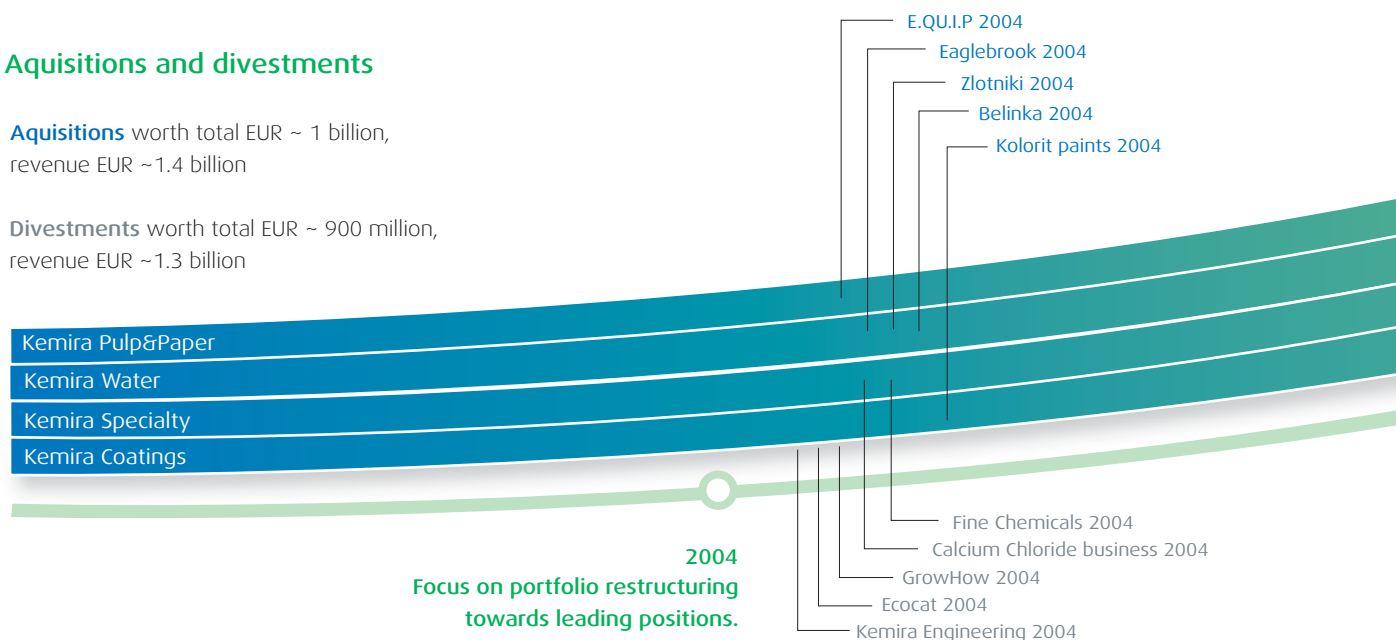 Aquisitions and divestments
Aquisitions worth total EUR ~ 1 billion,
revenue EUR ~1.4 billion
Divestments worth total EUR ~ 900 million,
revenue EUR ~1.3 billion
E.QU.I.P 2004
Eaglebrook 2004
Zlotniki 2004
Belinka 2004
Kolorit paints 2004
Kemira Pulp&Paper
Kemira Water
Kemira Specialty
Kemira Coatings
2004
Focus on portfolio restructuring
towards leading positions.
Fine Chemicals 2004
Calcium Chloride business 2004
GrowHow 2004
Ecocat 2004
Kemira Engineering 2004